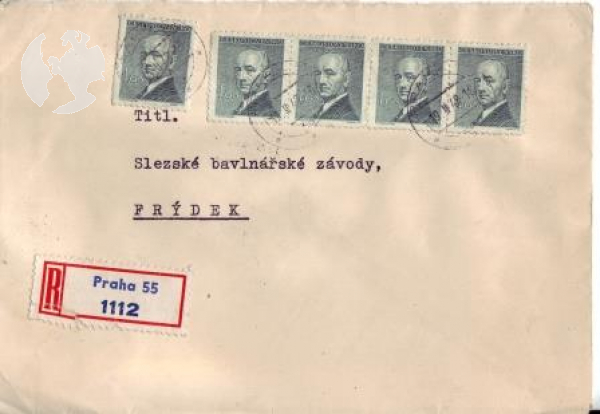 Titl.
Slezské bavlnářské závody,
FRÝDEK
R
Praha 55
1112